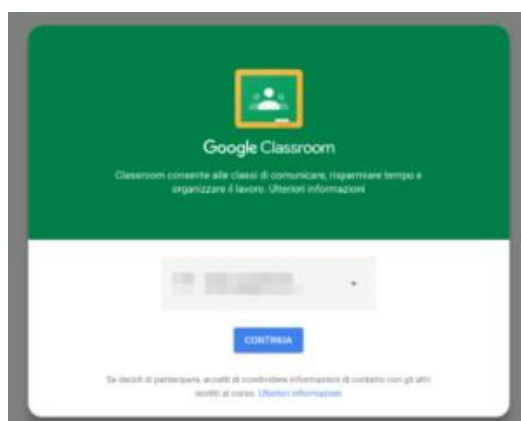 Google Classroom
Classroom consente alle classi di comunicare, risparmiare tempo e
organizzare il lavoro. Ulteriori informazioni
CONTINUA
Se decidi di partecipare, accetti di condividere informazioni di contatto con gli altri
iscritti al corso. Ulteriori informazioni